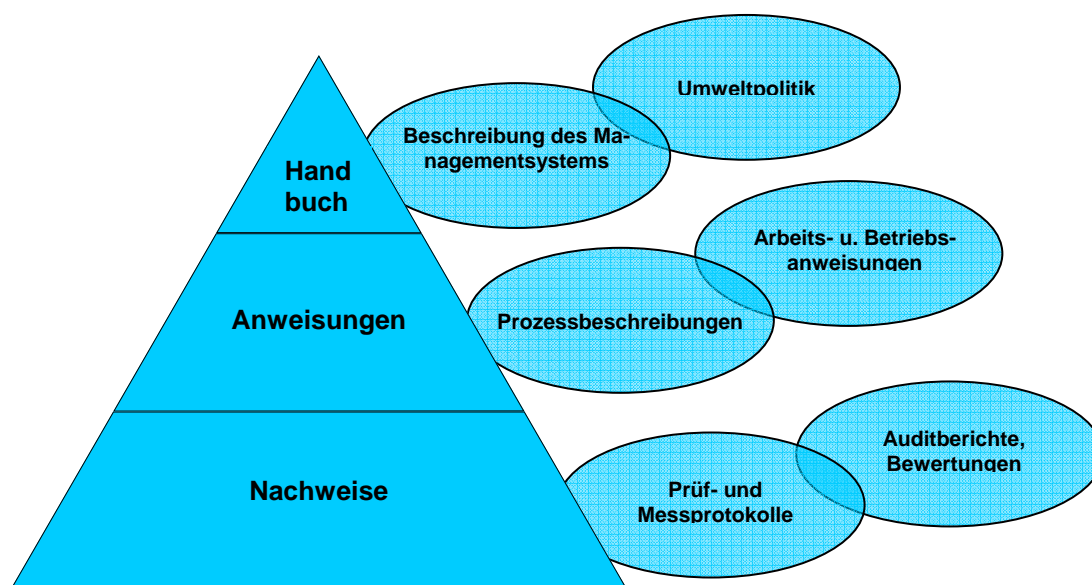 Umweltpolitik
Beschreibung des Ma-
nagementsystems
Hand
buch
Arbeits- u. Betriebs-
anweisungen
Anweisungen
Prozessbeschreibungen
Auditberichte,
Bewertungen
Nachweise
Prüf- und
Messprotokolle